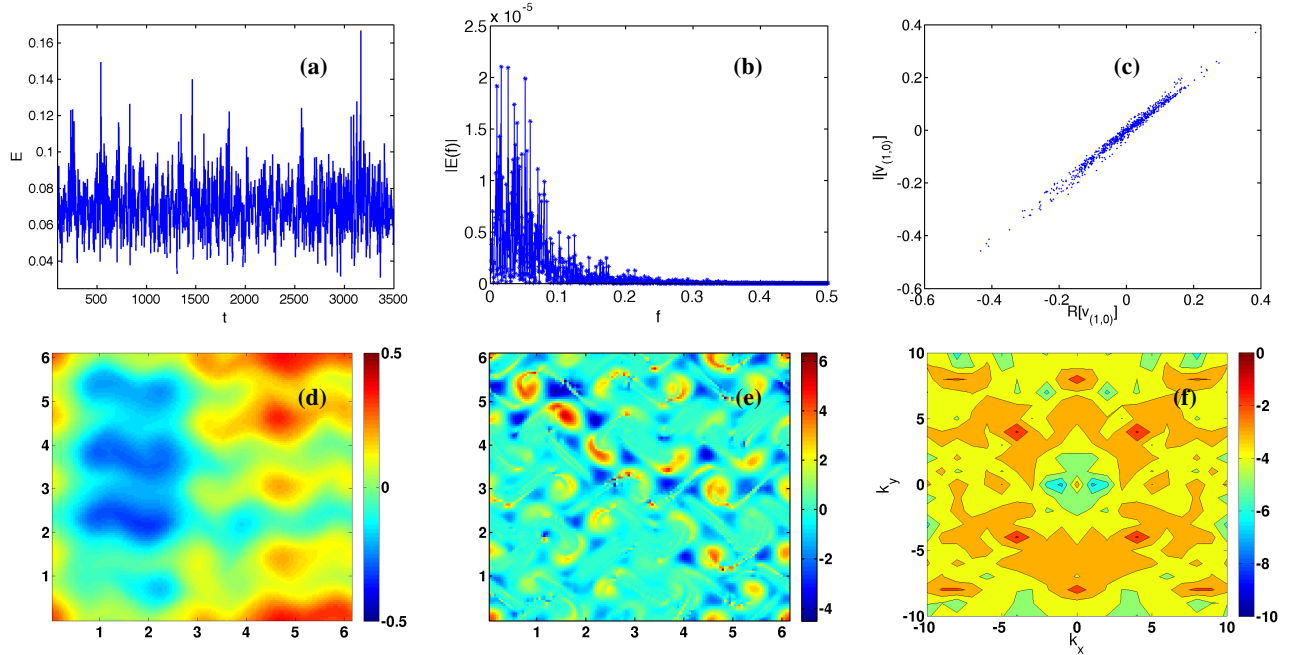 (a)
E
0.16
0.14
0.12
0.1
0.08
0.06
0.04
500 1000 1500 2000 2500 3000 3500
t
x 10^-5
(b)
|E(f)|
2.5
2
1.5
1
0.5
0
0 0.1 0.2 0.3 0.4 0.5
f
(c)
I[v(1,0)]
0.4
0.2
0
-0.2
-0.4
-0.6
-0.6 -0.4 -0.2 0 0.2 0.4
R[v(1,0)]
(d)
6
5
4
3
2
1
1 2 3 4 5 6
0.5
0
-0.5
(e)
6
5
4
3
2
1
1 2 3 4 5 6
6
4
2
0
-2
-4
(f)
k_y
10
5
0
-5
-10
-10 -5 0 5 10
k_x
0
-2
-4
-6
-8
-10